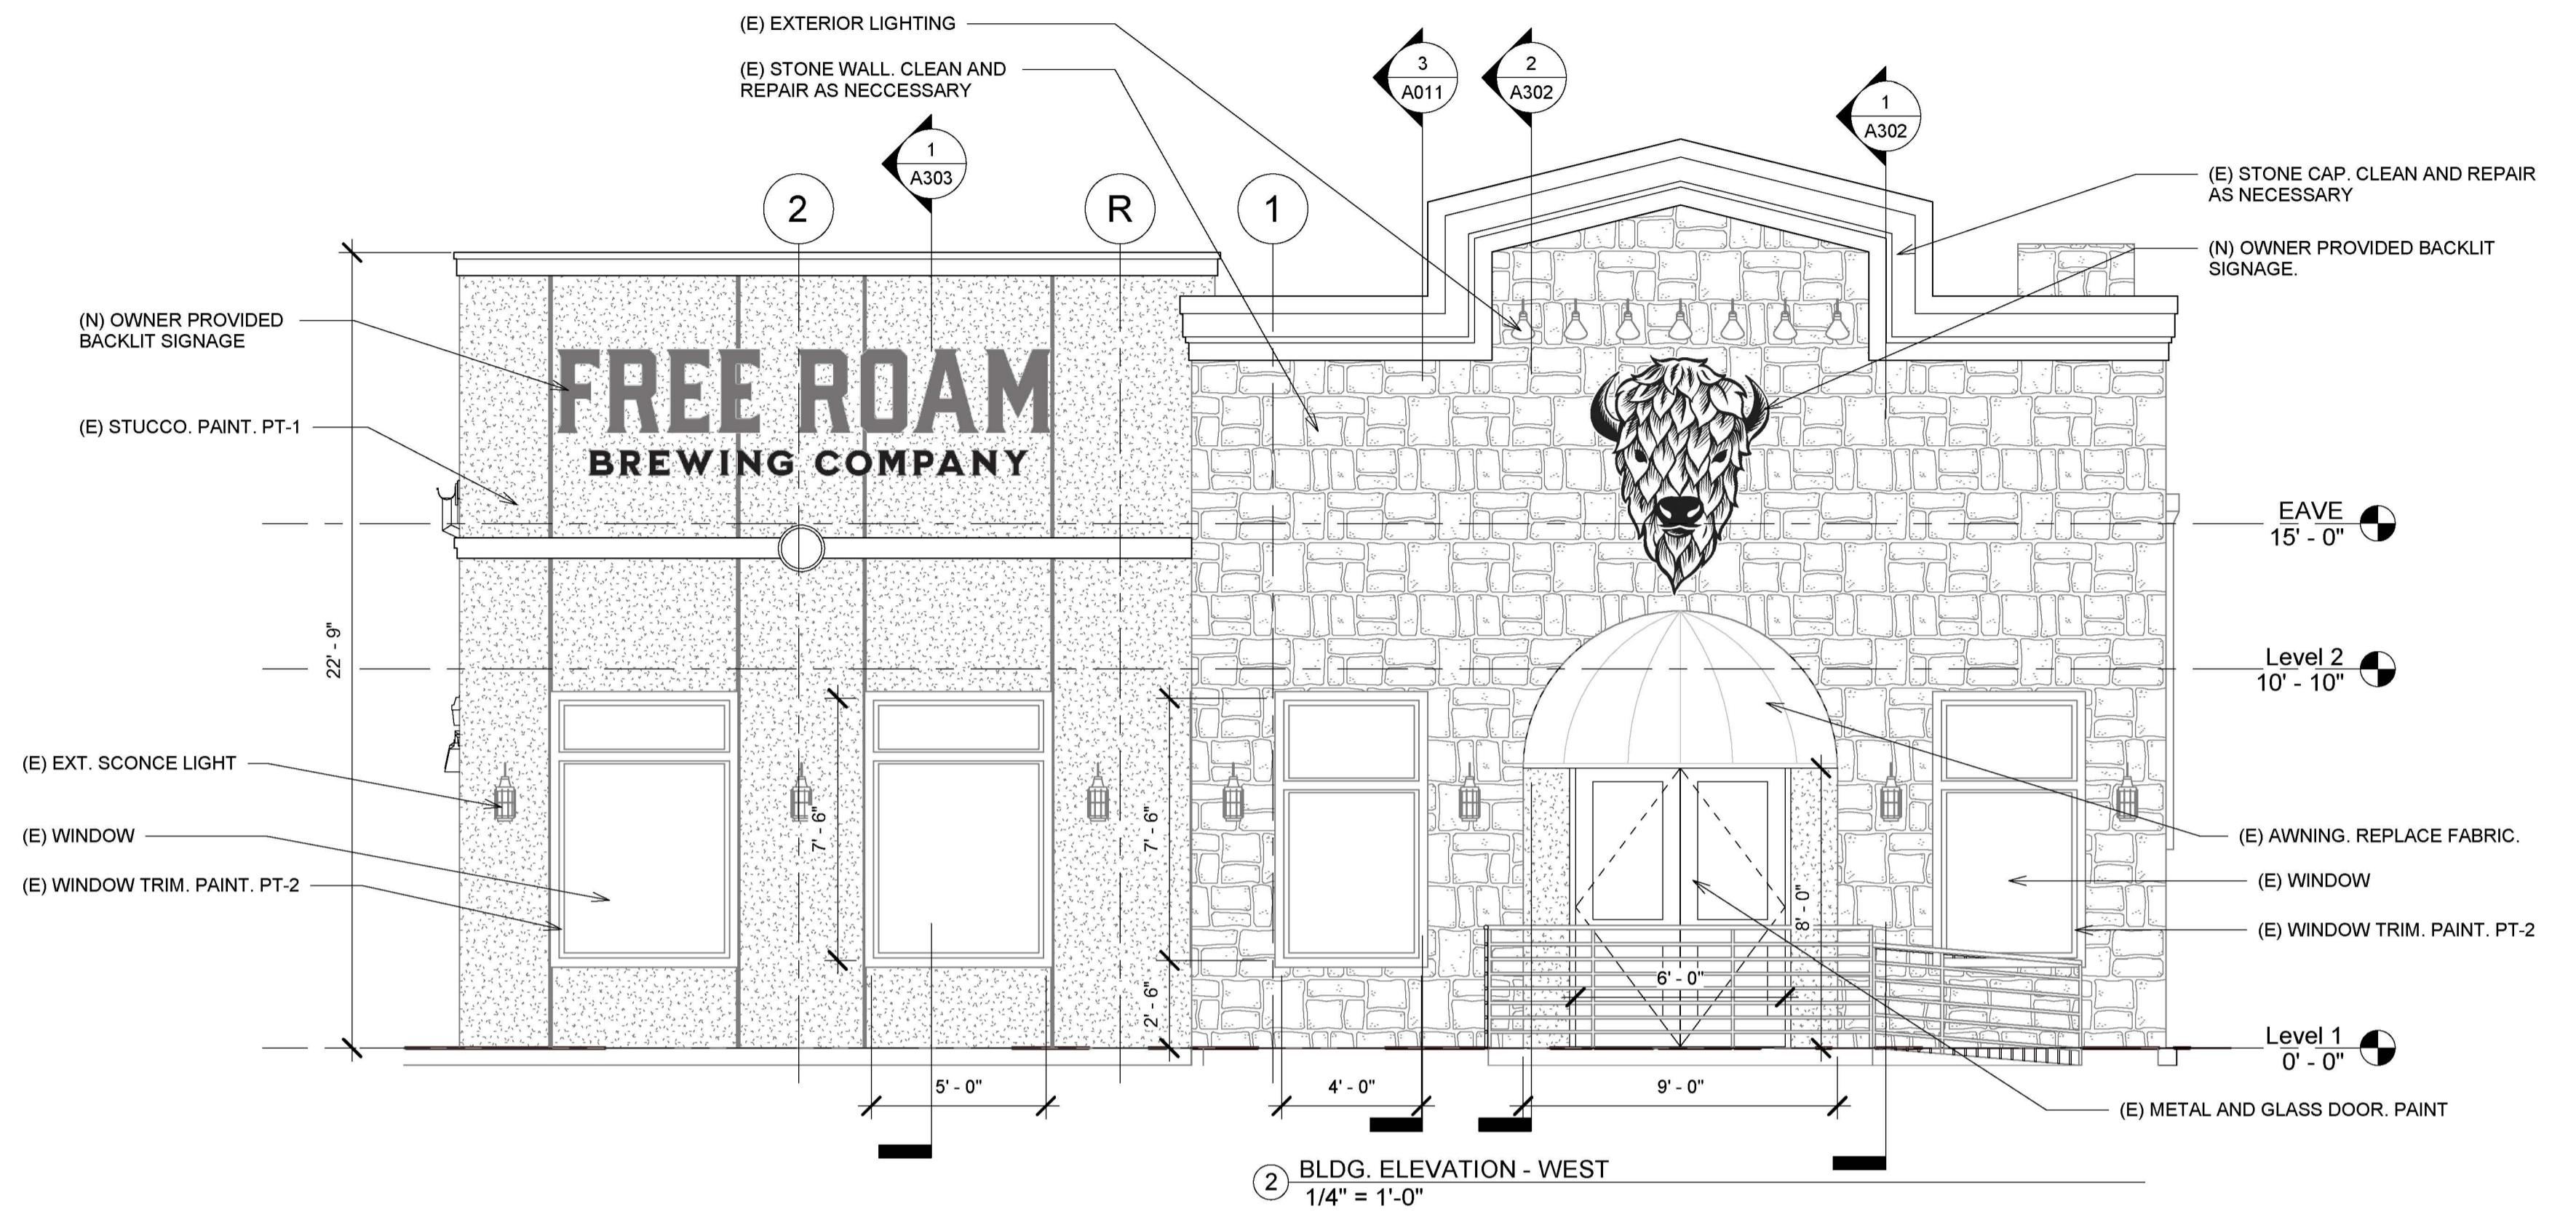 (E) EXTERIOR LIGHTING
(E) STONE WALL. CLEAN AND
REPAIR AS NECCESSARY
3
A011
2
A302
1
A302
1
A303
2
R
1
(E) STONE CAP. CLEAN AND REPAIR
AS NECESSARY
(N) OWNER PROVIDED BACKLIT
SIGNAGE.
(N) OWNER PROVIDED
BACKLIT SIGNAGE
FREE ROAM
BREWING COMPANY
(E) STUCCO. PAINT. PT-1
EAVE
15' - 0"
22' - 9"
Level 2
10' - 10"
(E) EXT. SCONCE LIGHT
7' - 6"
7' - 6"
(E) WINDOW
(E) AWNING. REPLACE FABRIC.
(E) WINDOW TRIM. PAINT. PT-2
(E) WINDOW
8' - 0"
(E) WINDOW TRIM. PAINT. PT-2
6' - 0"
2' - 6"
Level 1
0' - 0"
5' - 0"
4' - 0"
9' - 0"
(E) METAL AND GLASS DOOR. PAINT
2
BLDG. ELEVATION - WEST
1/4" = 1'-0"